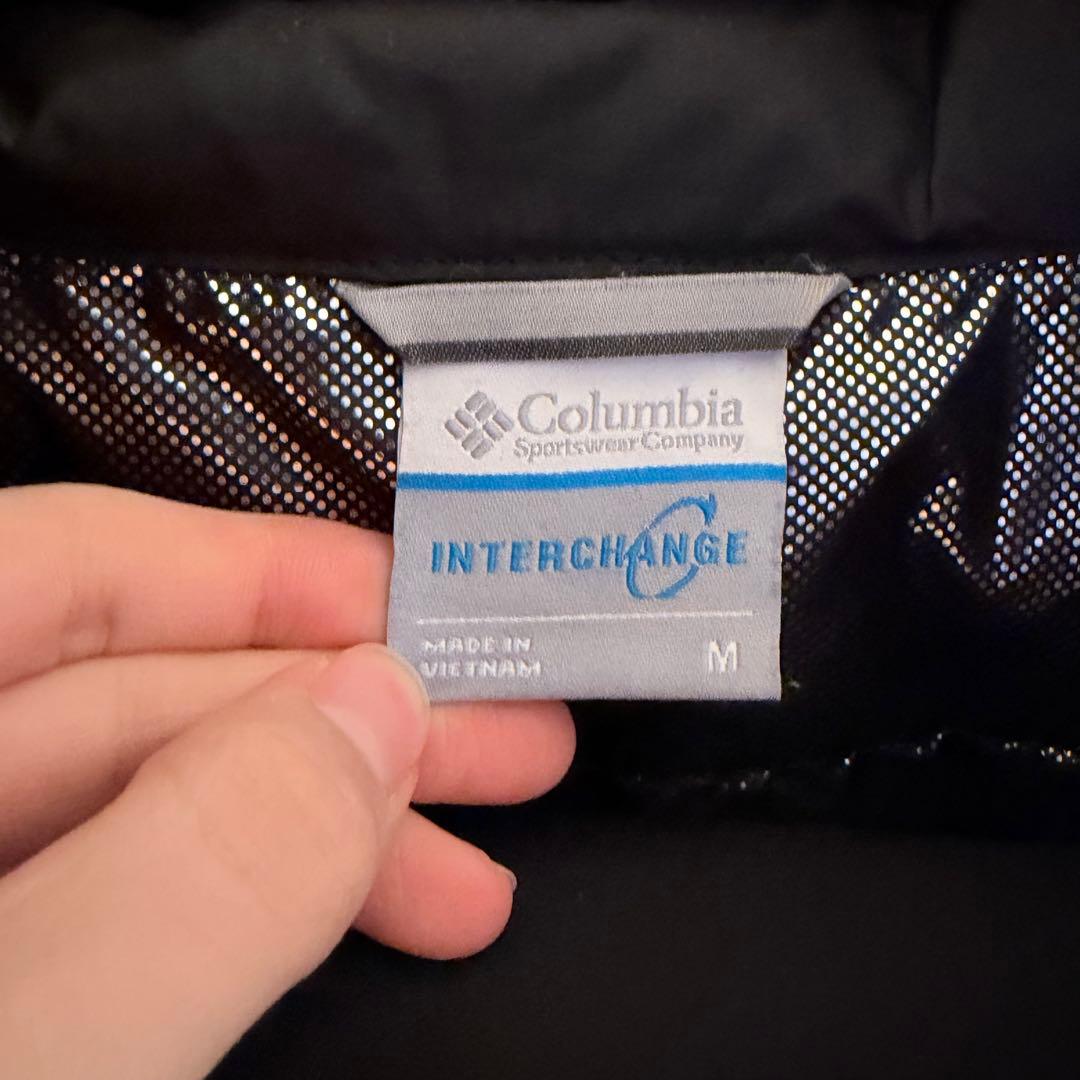 Columbia
Sportswear Company
INTERCHANGE
MADE IN
VIETNAM
M